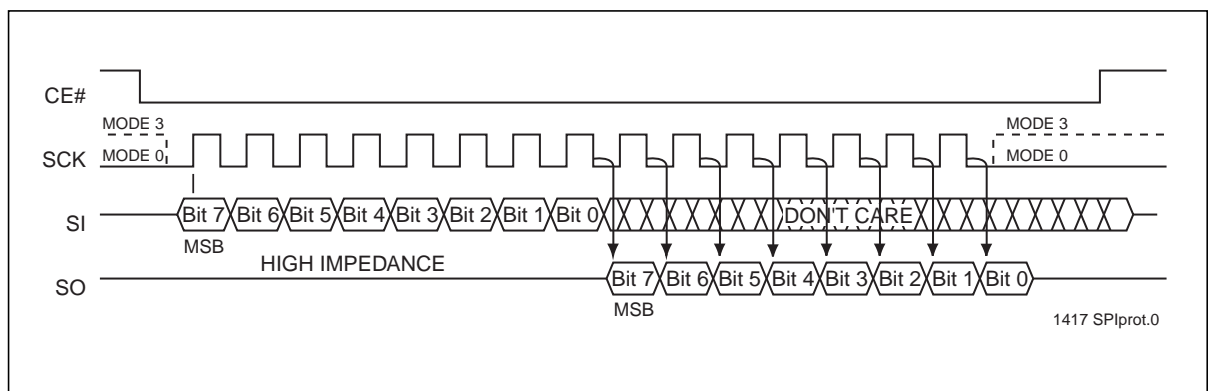 CE#
MODE 3 MODE 3
SCK MODE 0 MODE 0
SI Bit 7 Bit 6 Bit 5 Bit 4 Bit 3 Bit 2 Bit 1 Bit 0 DON'T CARE
MSB
HIGH IMPEDANCE
SO Bit 7 Bit 6 Bit 5 Bit 4 Bit 3 Bit 2 Bit 1 Bit 0
MSB
1417 SPIprot.0